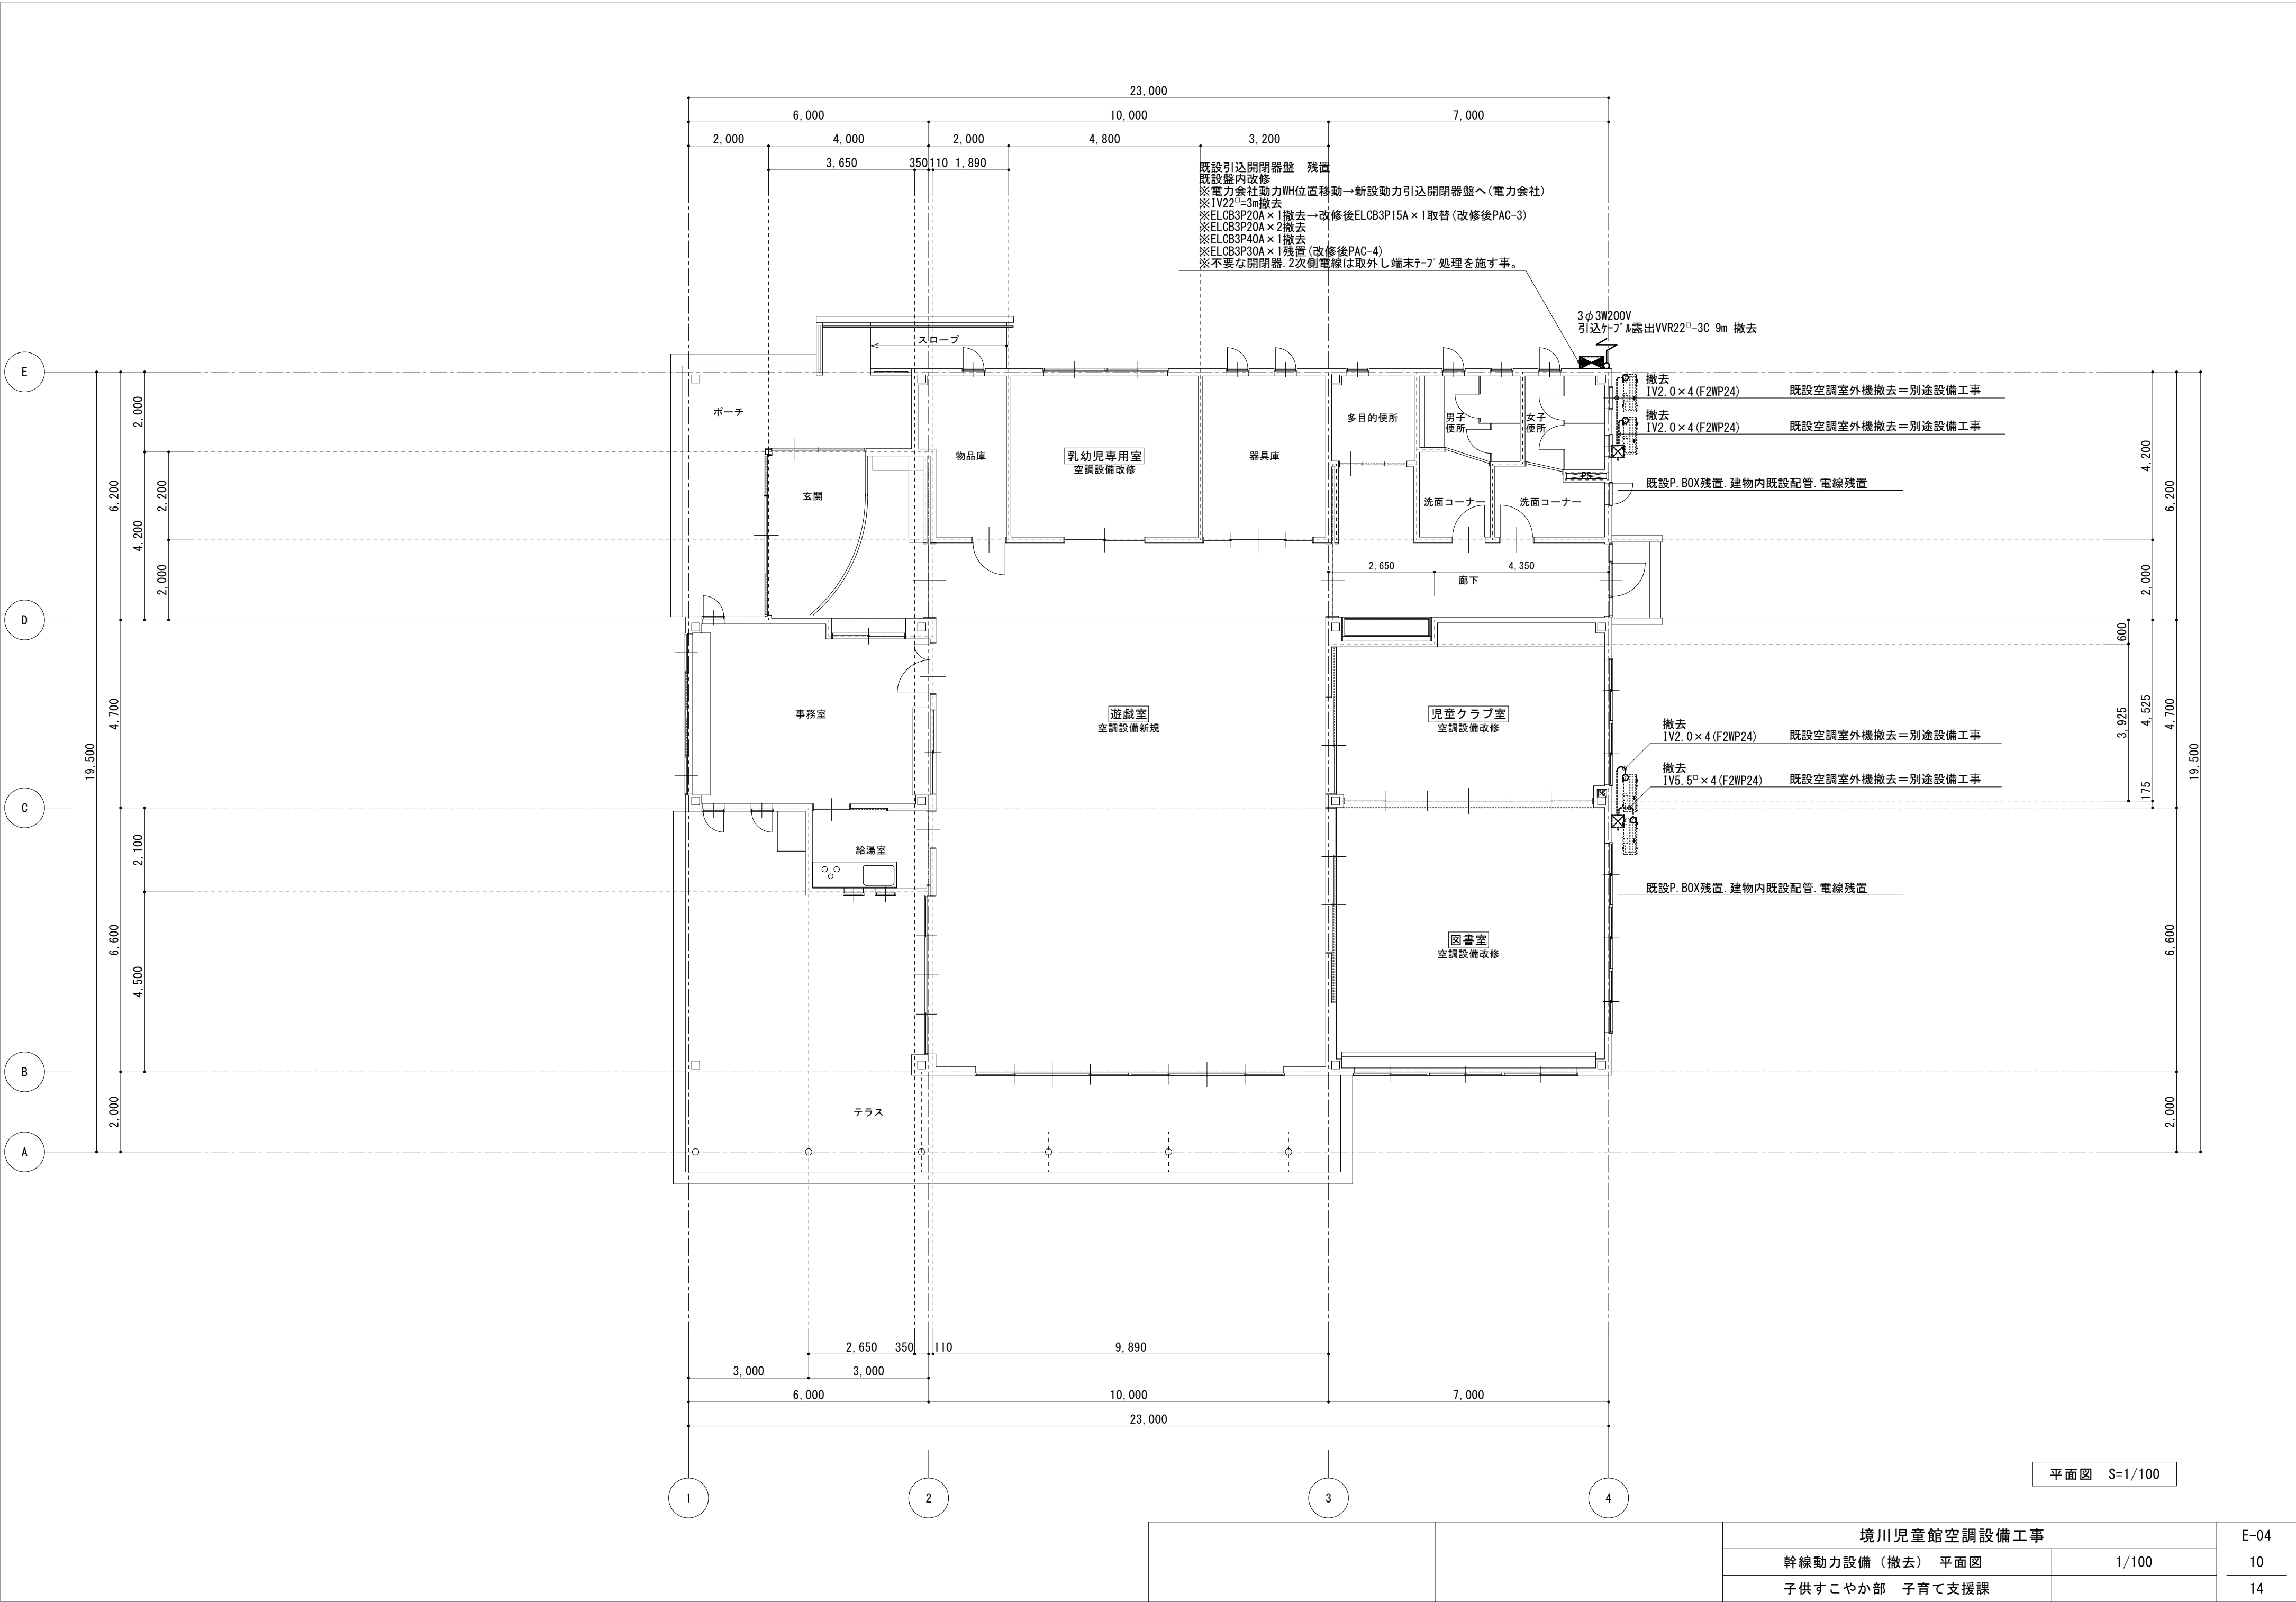 23,000
6,000 10,000 7,000
2,000 4,000 2,000 4,800 3,200
3,650 350 110 1,890
既設引込開閉器盤 残置
既設盤内改修
※電力会社動力WH位置移動→新設動力引込開閉器盤へ(電力会社)
※IV22□=3m撤去
※ELCB3P20A×1撤去→改修後ELCB3P15A×1取替(改修後PAC-3)
※ELCB3P20A×2撤去
※ELCB3P40A×1撤去
※ELCB3P30A×1残置(改修後PAC-4)
※不要な開閉器.2次側電線は取外し端末ﾃｰﾌﾟ処理を施す事。
3φ3W200V
引込ｹｰﾌﾞﾙ露出VVR22□-3C 9m 撤去
スロープ
E
D
C
B
A
19,500
6,200
4,700
6,600
2,000
2,000
4,200
2,100
4,500
2,200
2,000
ポーチ
玄関
物品庫
乳幼児専用室
空調設備改修
器具庫
多目的便所
男子
便所
女子
便所
PS
洗面コーナー
洗面コーナー
撤去
IV2.0×4(F2WP24) 既設空調室外機撤去＝別途設備工事
撤去
IV2.0×4(F2WP24) 既設空調室外機撤去＝別途設備工事
既設P.BOX残置.建物内既設配管.電線残置
2,650 4,350
廊下
事務室
遊戯室
空調設備新規
児童クラブ室
空調設備改修
撤去
IV2.0×4(F2WP24) 既設空調室外機撤去＝別途設備工事
撤去
IV5.5□×4(F2WP24) 既設空調室外機撤去＝別途設備工事
既設P.BOX残置.建物内既設配管.電線残置
給湯室
図書室
空調設備改修
テラス
4,200
2,000
600
3,925
4,525
175
6,200
4,700
6,600
2,000
19,500
2,650 350 110 9,890
3,000 3,000
6,000 10,000 7,000
23,000
1 2 3 4
平面図 S=1/100
境川児童館空調設備工事 E-04
幹線動力設備（撤去） 平面図 1/100 10
子供すこやか部 子育て支援課 14